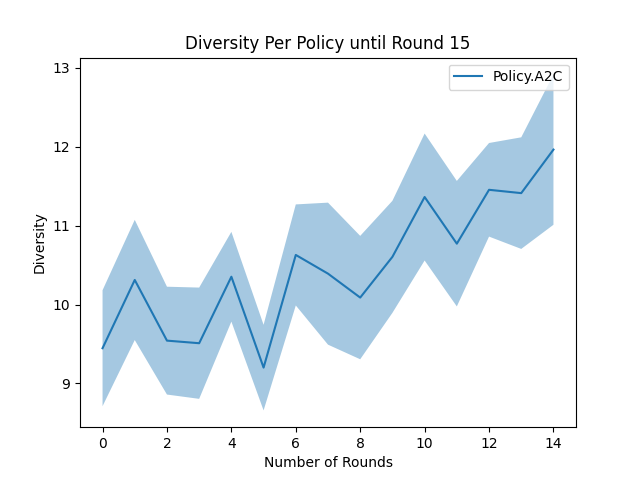 Diversity Per Policy until Round 15
Policy.A2C
13
12
11
10
9
Diversity
0 2 4 6 8 10 12 14
Number of Rounds